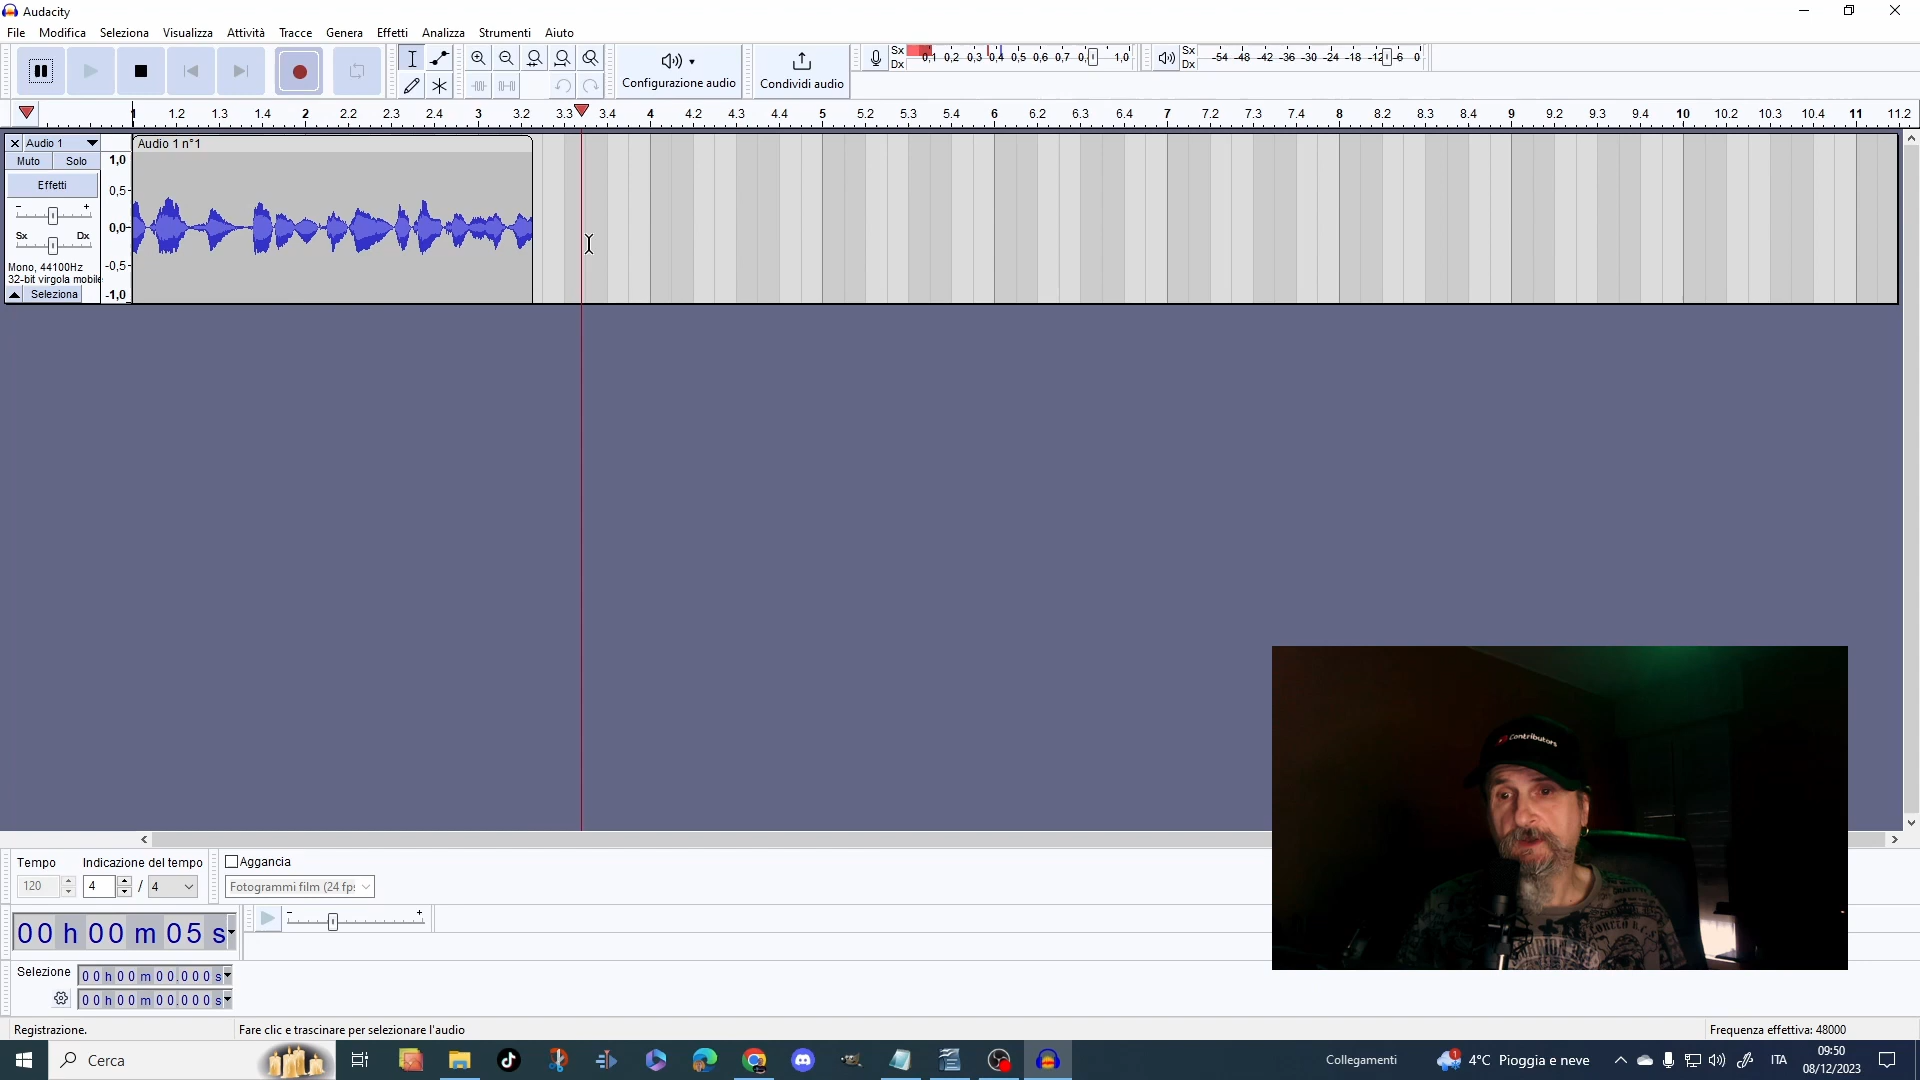 Audacity
File Modifica Seleziona Visualizza Attività Tracce Genera Effetti Analizza Strumenti Aiuto
Configurazione audio
Condividi audio
Sx
Dx
0,1 0,2 0,3 0,4 0,5 0,6 0,7 0, 1,0
Sx
Dx
-54 -48 -42 -36 -30 -24 -18 -12 -6 0
1 1.2 1.3 1.4 2 2.2 2.3 2.4 3 3.2 3.3 3.4 4 4.2 4.3 4.4 5 5.2 5.3 5.4 6 6.2 6.3 6.4 7 7.2 7.3 7.4 8 8.2 8.3 8.4 9 9.2 9.3 9.4 10 10.2 10.3 10.4 11 11.2
Audio 1
Audio 1 n°1
Muto Solo
Effetti
- +
Sx Dx
Mono, 44100Hz
32-bit virgola mobile
Seleziona
1,0
0,5
0,0
-0,5
-1,0
Contributors
Tempo
Indicazione del tempo
Aggancia
120
4 / 4
Fotogrammi film (24 fp
00 h 00 m 05 s
- +
Selezione
00 h 00 m 00.000 s
00 h 00 m 00.000 s
Registrazione.
Fare clic e trascinare per selezionare l'audio
Frequenza effettiva: 48000
Cerca
Collegamenti
1
4°C Pioggia e neve
ITA
09:50
08/12/2023